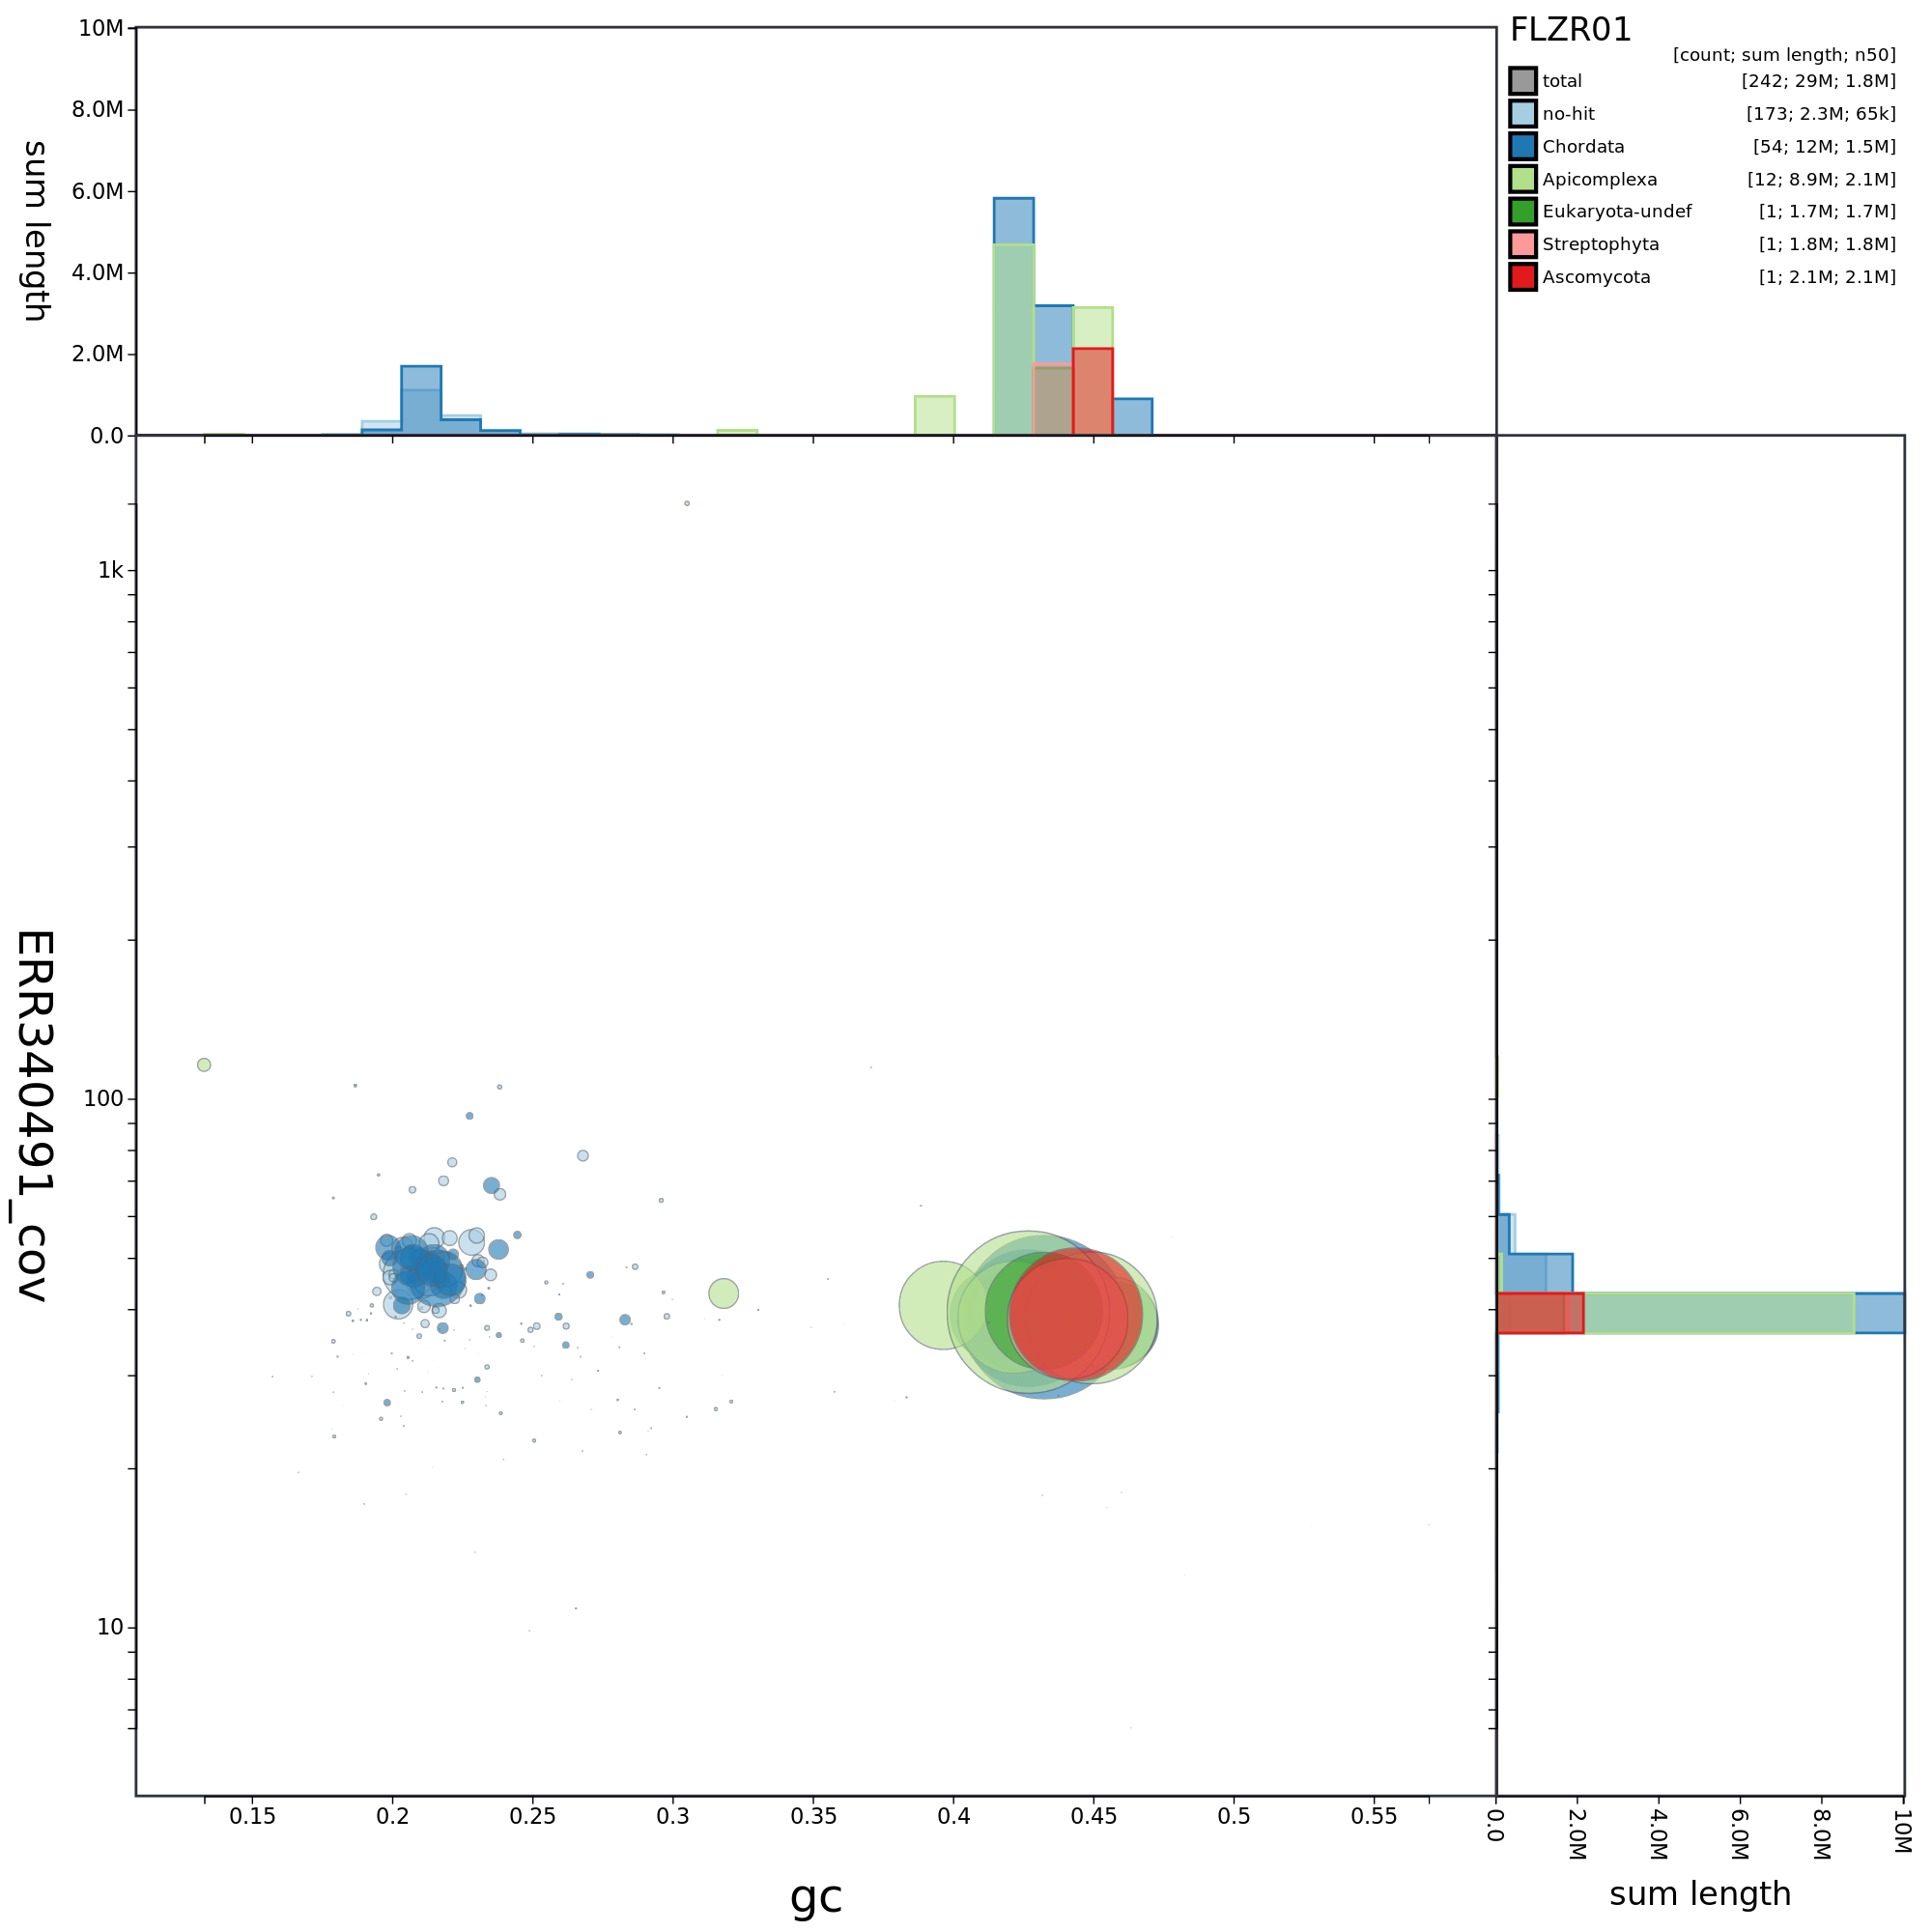 FLZR01
[count; sum length; n50]
total [242; 29M; 1.8M]
no-hit [173; 2.3M; 65k]
Chordata [54; 12M; 1.5M]
Apicomplexa [12; 8.9M; 2.1M]
Eukaryota-undef [1; 1.7M; 1.7M]
Streptophyta [1; 1.8M; 1.8M]
Ascomycota [1; 2.1M; 2.1M]
sum length
10M
8.0M
6.0M
4.0M
2.0M
0.0
ERR340491_cov
1k
100
10
0.15 0.2 0.25 0.3 0.35 0.4 0.45 0.5 0.55
gc
0.0 2.0M 4.0M 6.0M 8.0M 10M
sum length